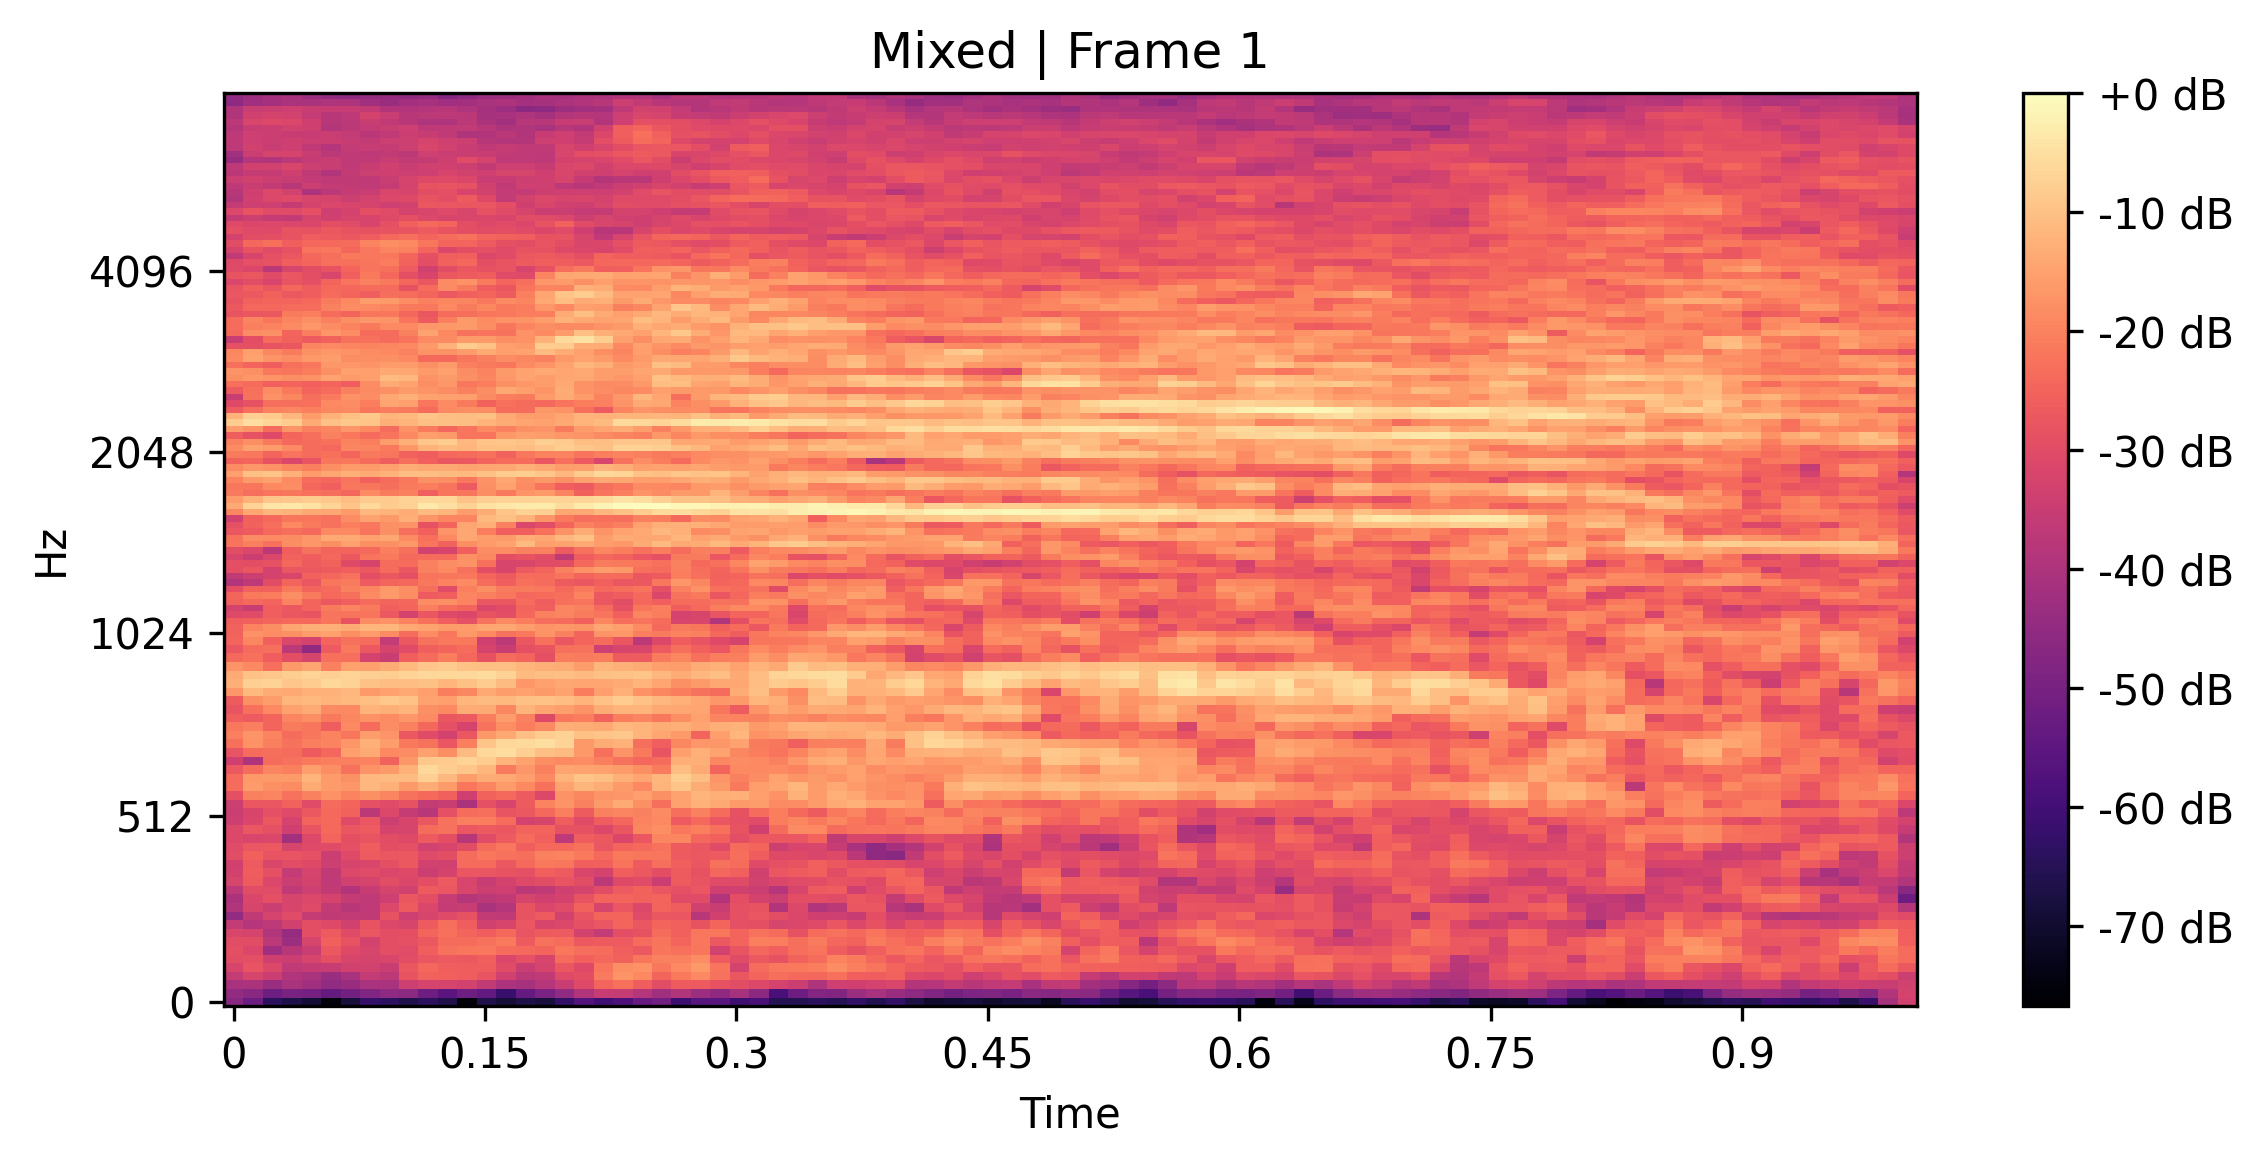 Mixed | Frame 1
Hz
4096
2048
1024
512
0
0 0.15 0.3 0.45 0.6 0.75 0.9
Time
+0 dB
-10 dB
-20 dB
-30 dB
-40 dB
-50 dB
-60 dB
-70 dB